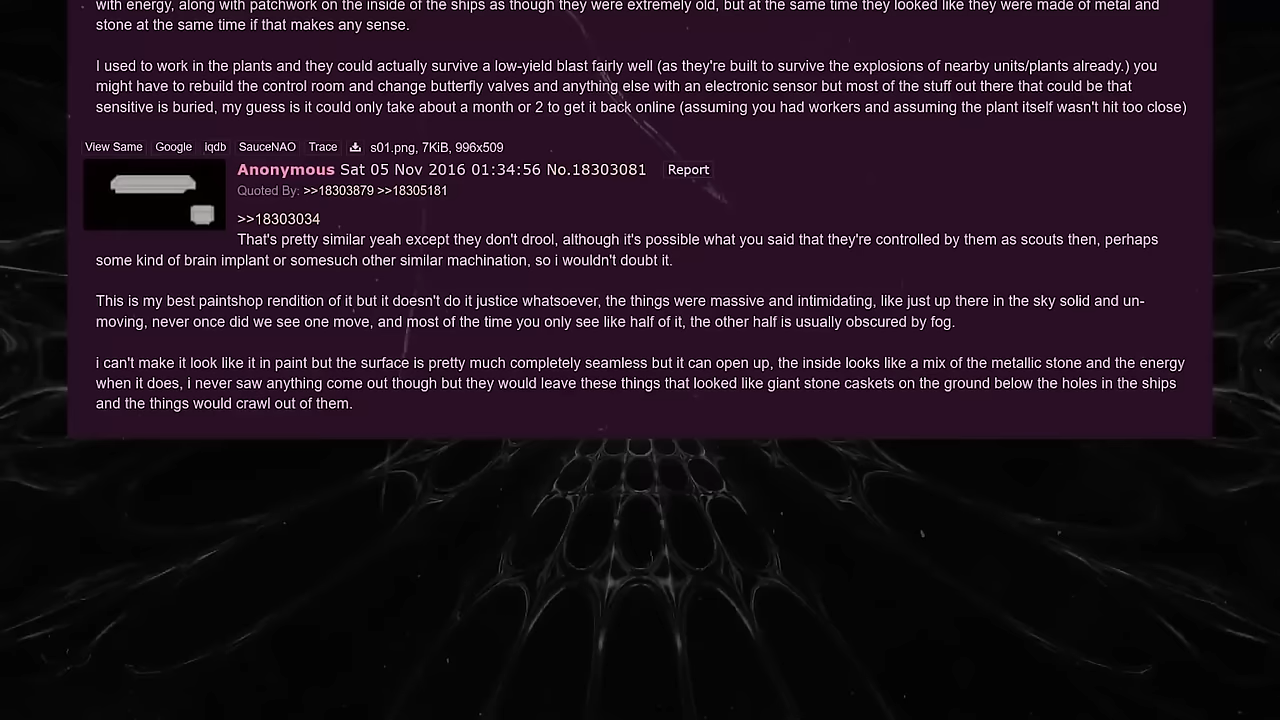 with energy, along with patchwork on the inside of the ships as though they were extremely old, but at the same time they looked like they were made of metal and
stone at the same time if that makes any sense.
I used to work in the plants and they could actually survive a low-yield blast fairly well (as they're built to survive the explosions of nearby units/plants already.) you
might have to rebuild the control room and change butterfly valves and anything else with an electronic sensor but most of the stuff out there that could be that
sensitive is buried, my guess is it could only take about a month or 2 to get it back online (assuming you had workers and assuming the plant itself wasn't hit too close)
View Same Google Iqdb SauceNAO Trace s01.png, 7KiB, 996x509
Anonymous Sat 05 Nov 2016 01:34:56 No.18303081 Report
Quoted By: >>18303879 >>18305181
>>18303034
That's pretty similar yeah except they don't drool, although it's possible what you said that they're controlled by them as scouts then, perhaps
some kind of brain implant or somesuch other similar machination, so i wouldn't doubt it.
This is my best paintshop rendition of it but it doesn't do it justice whatsoever, the things were massive and intimidating, like just up there in the sky solid and un-
moving, never once did we see one move, and most of the time you only see like half of it, the other half is usually obscured by fog.
i can't make it look like it in paint but the surface is pretty much completely seamless but it can open up, the inside looks like a mix of the metallic stone and the energy
when it does, i never saw anything come out though but they would leave these things that looked like giant stone caskets on the ground below the holes in the ships
and the things would crawl out of them.